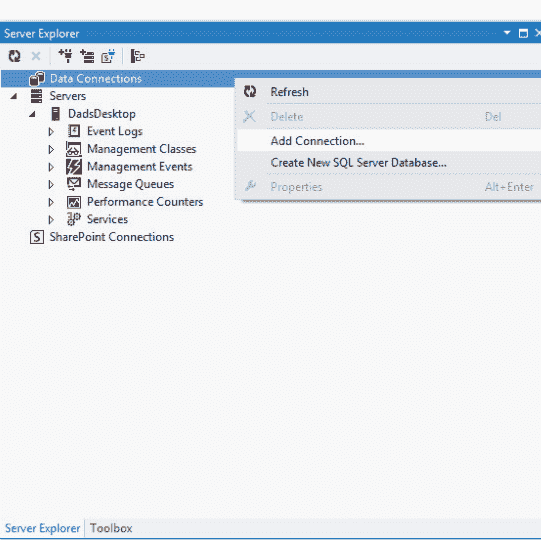 Server Explorer
Data Connections
Servers
DadsDesktop
Event Logs
Management Classes
Management Events
Message Queues
Performance Counters
Services
S SharePoint Connections
Refresh
Delete Del
Add Connection...
Create New SQL Server Database...
Properties Alt+Enter
Server Explorer Toolbox